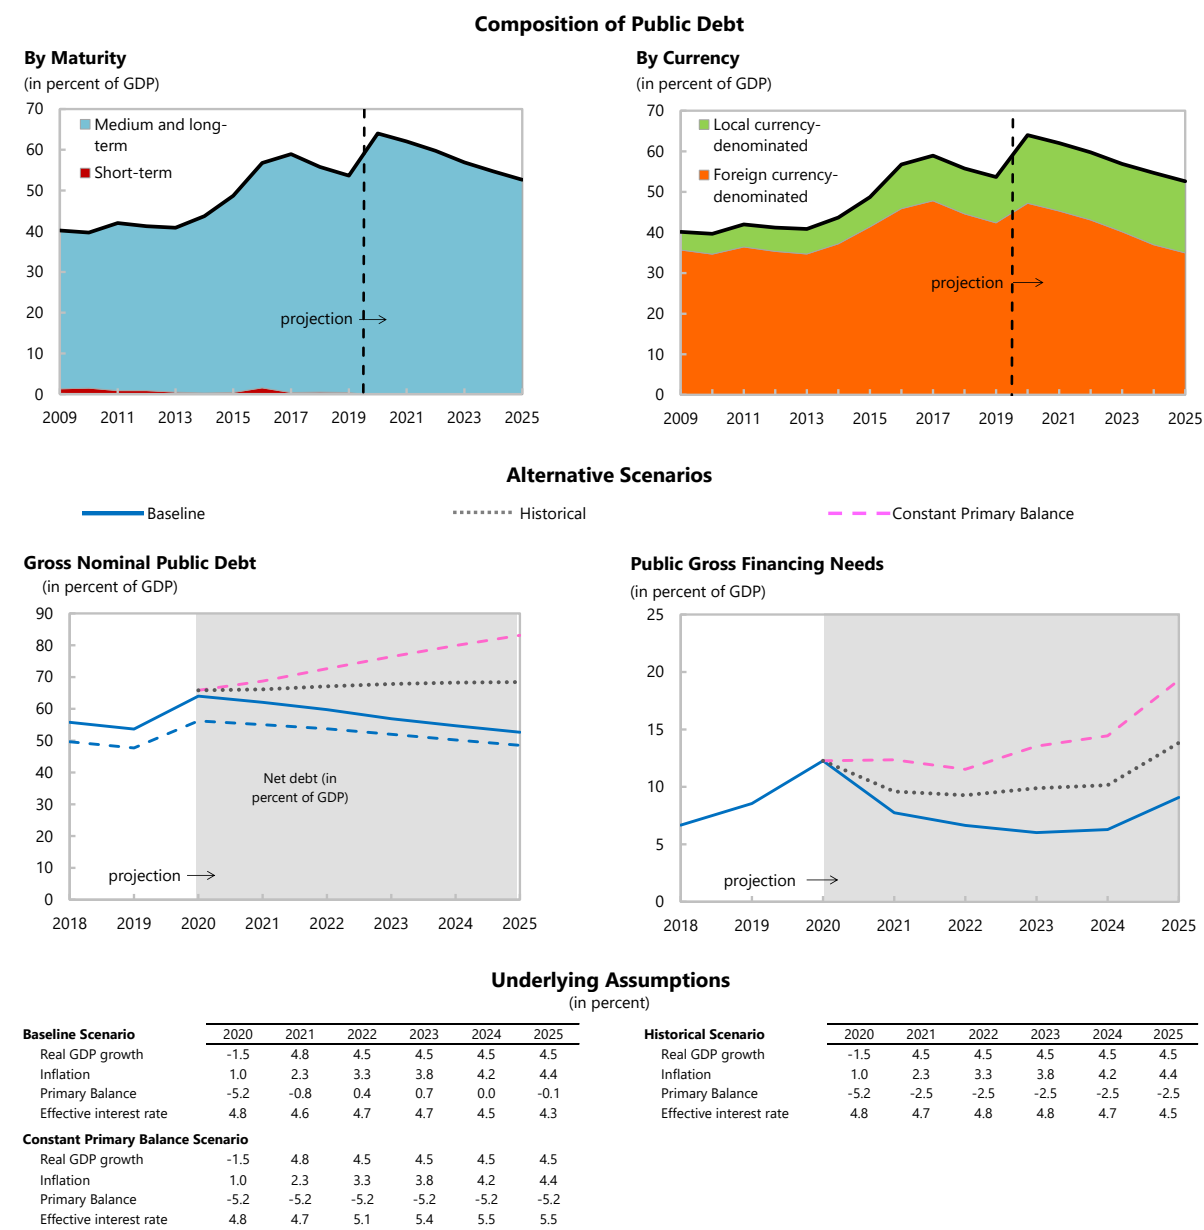 Composition of Public Debt
By Maturity
(in percent of GDP)
70
60
50
40
30
20
10
0
Medium and long-
term
Short-term
projection
2009 2011 2013 2015 2017 2019 2021 2023 2025
By Currency
(in percent of GDP)
70
60
50
40
30
20
10
0
Local currency-
denominated
Foreign currency-
denominated
projection
2009 2011 2013 2015 2017 2019 2021 2023 2025
Alternative Scenarios
Baseline Historical Constant Primary Balance
Gross Nominal Public Debt
(in percent of GDP)
90
80
70
60
50
40
30
20
10
0
Net debt (in
percent of GDP)
projection
2018 2019 2020 2021 2022 2023 2024 2025
Public Gross Financing Needs
(in percent of GDP)
25
20
15
10
5
0
projection
2018 2019 2020 2021 2022 2023 2024 2025
Underlying Assumptions
(in percent)
Baseline Scenario 2020 2021 2022 2023 2024 2025
Real GDP growth -1.5 4.8 4.5 4.5 4.5 4.5
Inflation 1.0 2.3 3.3 3.8 4.2 4.4
Primary Balance -5.2 -0.8 0.4 0.7 0.0 -0.1
Effective interest rate 4.8 4.6 4.7 4.7 4.5 4.3
Constant Primary Balance Scenario
Real GDP growth -1.5 4.8 4.5 4.5 4.5 4.5
Inflation 1.0 2.3 3.3 3.8 4.2 4.4
Primary Balance -5.2 -5.2 -5.2 -5.2 -5.2 -5.2
Effective interest rate 4.8 4.7 5.1 5.4 5.5 5.5
Historical Scenario 2020 2021 2022 2023 2024 2025
Real GDP growth -1.5 4.5 4.5 4.5 4.5 4.5
Inflation 1.0 2.3 3.3 3.8 4.2 4.4
Primary Balance -5.2 -2.5 -2.5 -2.5 -2.5 -2.5
Effective interest rate 4.8 4.7 4.8 4.8 4.7 4.5